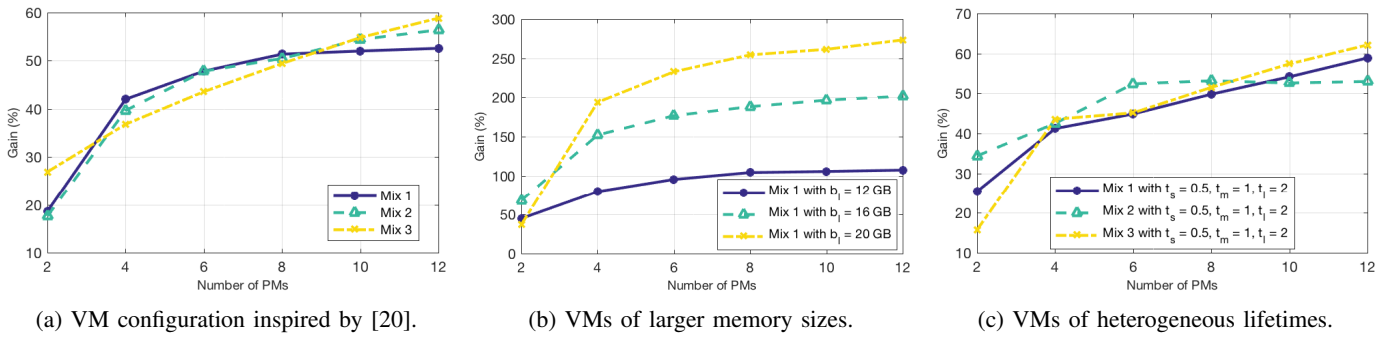 60
50
40
30
20
10
Gain (%)
2 4 6 8 10 12
Number of PMs
Mix 1
Mix 2
Mix 3
(a) VM configuration inspired by [20].
300
250
200
150
100
50
0
Gain (%)
2 4 6 8 10 12
Number of PMs
Mix 1 with b_l = 12 GB
Mix 1 with b_l = 16 GB
Mix 1 with b_l = 20 GB
(b) VMs of larger memory sizes.
70
60
50
40
30
20
10
Gain (%)
2 4 6 8 10 12
Number of PMs
Mix 1 with t_s = 0.5, t_m = 1, t_l = 2
Mix 2 with t_s = 0.5, t_m = 1, t_l = 2
Mix 3 with t_s = 0.5, t_m = 1, t_l = 2
(c) VMs of heterogeneous lifetimes.